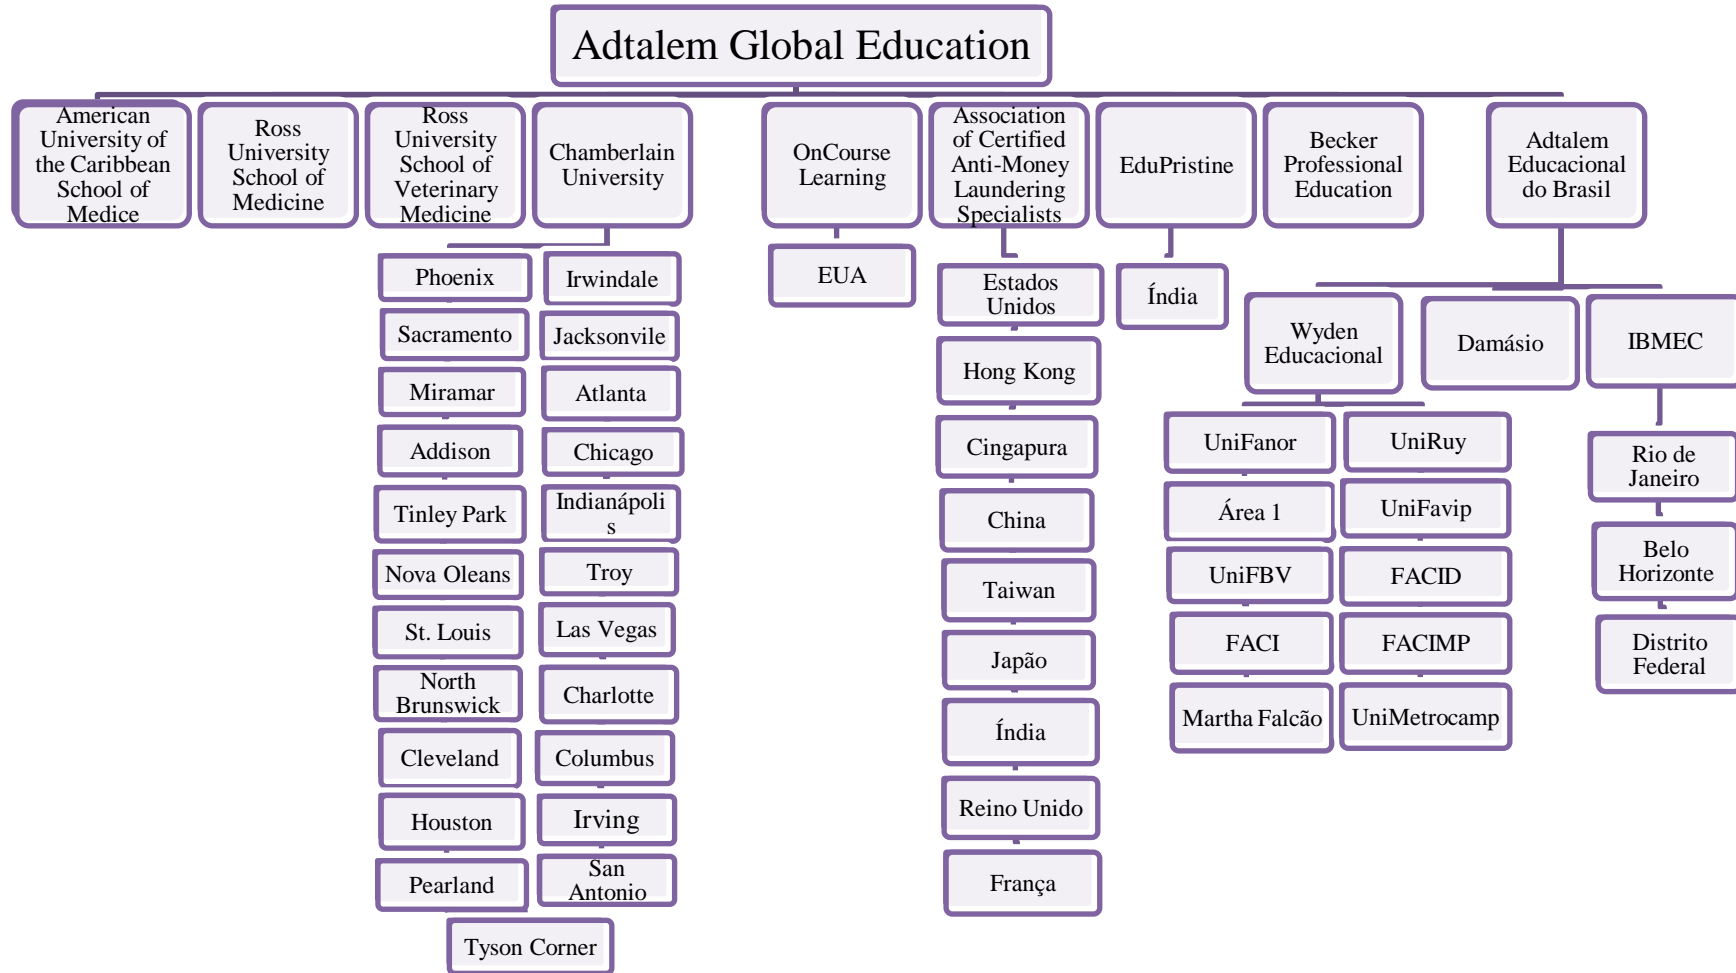 Adtalem Global Education
American
University of
the Caribbean
School of
Medice
Ross
University
School of
Medicine
Ross
University
School of
Veterinary
Medicine
Chamberlain
University
OnCourse
Learning
Association
of Certified
Anti-Money
Laundering
Specialists
EduPristine
Becker
Professional
Education
Adtalem
Educacional
do Brasil
Phoenix
Sacramento
Miramar
Addison
Tinley Park
Nova Oleans
St. Louis
North
Brunswick
Cleveland
Houston
Pearland
Irwindale
Jacksonvile
Atlanta
Chicago
Indianápoli
s
Troy
Las Vegas
Charlotte
Columbus
Irving
San
Antonio
Tyson Corner
EUA
Estados
Unidos
Hong Kong
Cingapura
China
Taiwan
Japão
Índia
Reino Unido
França
Índia
Wyden
Educacional
Damásio
IBMEC
UniFanor
Área 1
UniFBV
FACI
Martha Falcão
UniRuy
UniFavip
FACID
FACIMP
UniMetrocamp
Rio de
Janeiro
Belo
Horizonte
Distrito
Federal